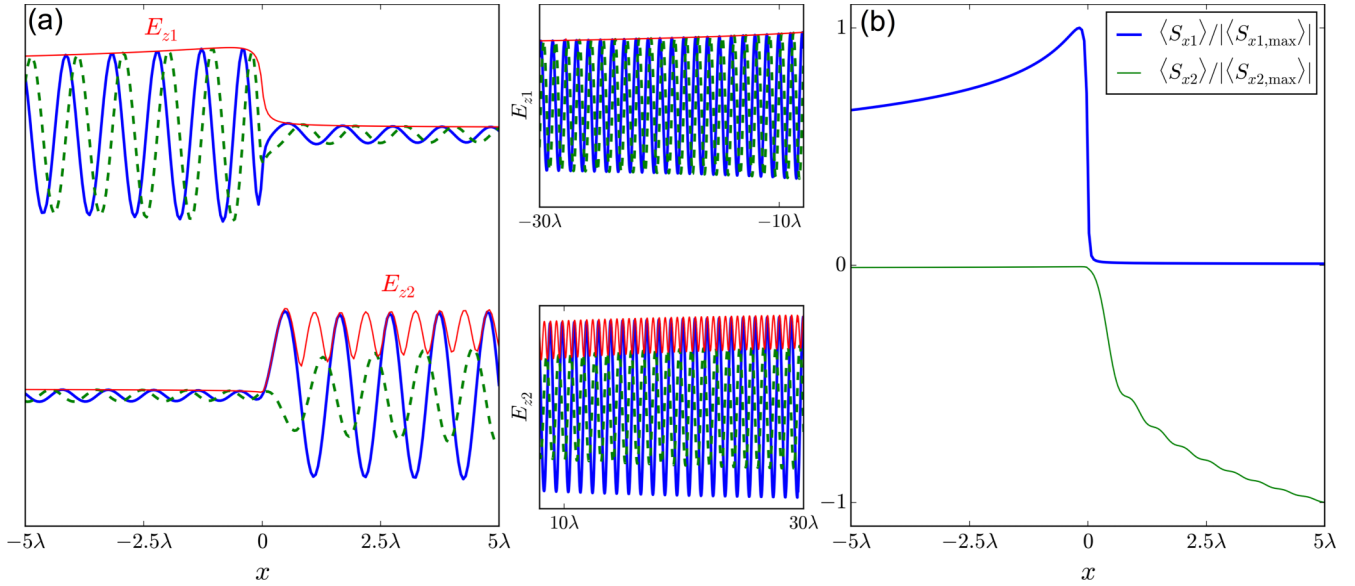 (a)
E_{z1}
E_{z2}
−5λ −2.5λ 0 2.5λ 5λ
x
E_{z1}
−30λ −10λ
E_{z2}
10λ 30λ
(b)
⟨S_{x1}⟩/|⟨S_{x1,max}⟩|
⟨S_{x2}⟩/|⟨S_{x2,max}⟩|
1
0
−1
−5λ −2.5λ 0 2.5λ 5λ
x